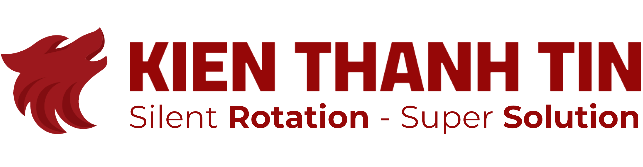 KIEN THANH TIN
Silent Rotation - Super Solution